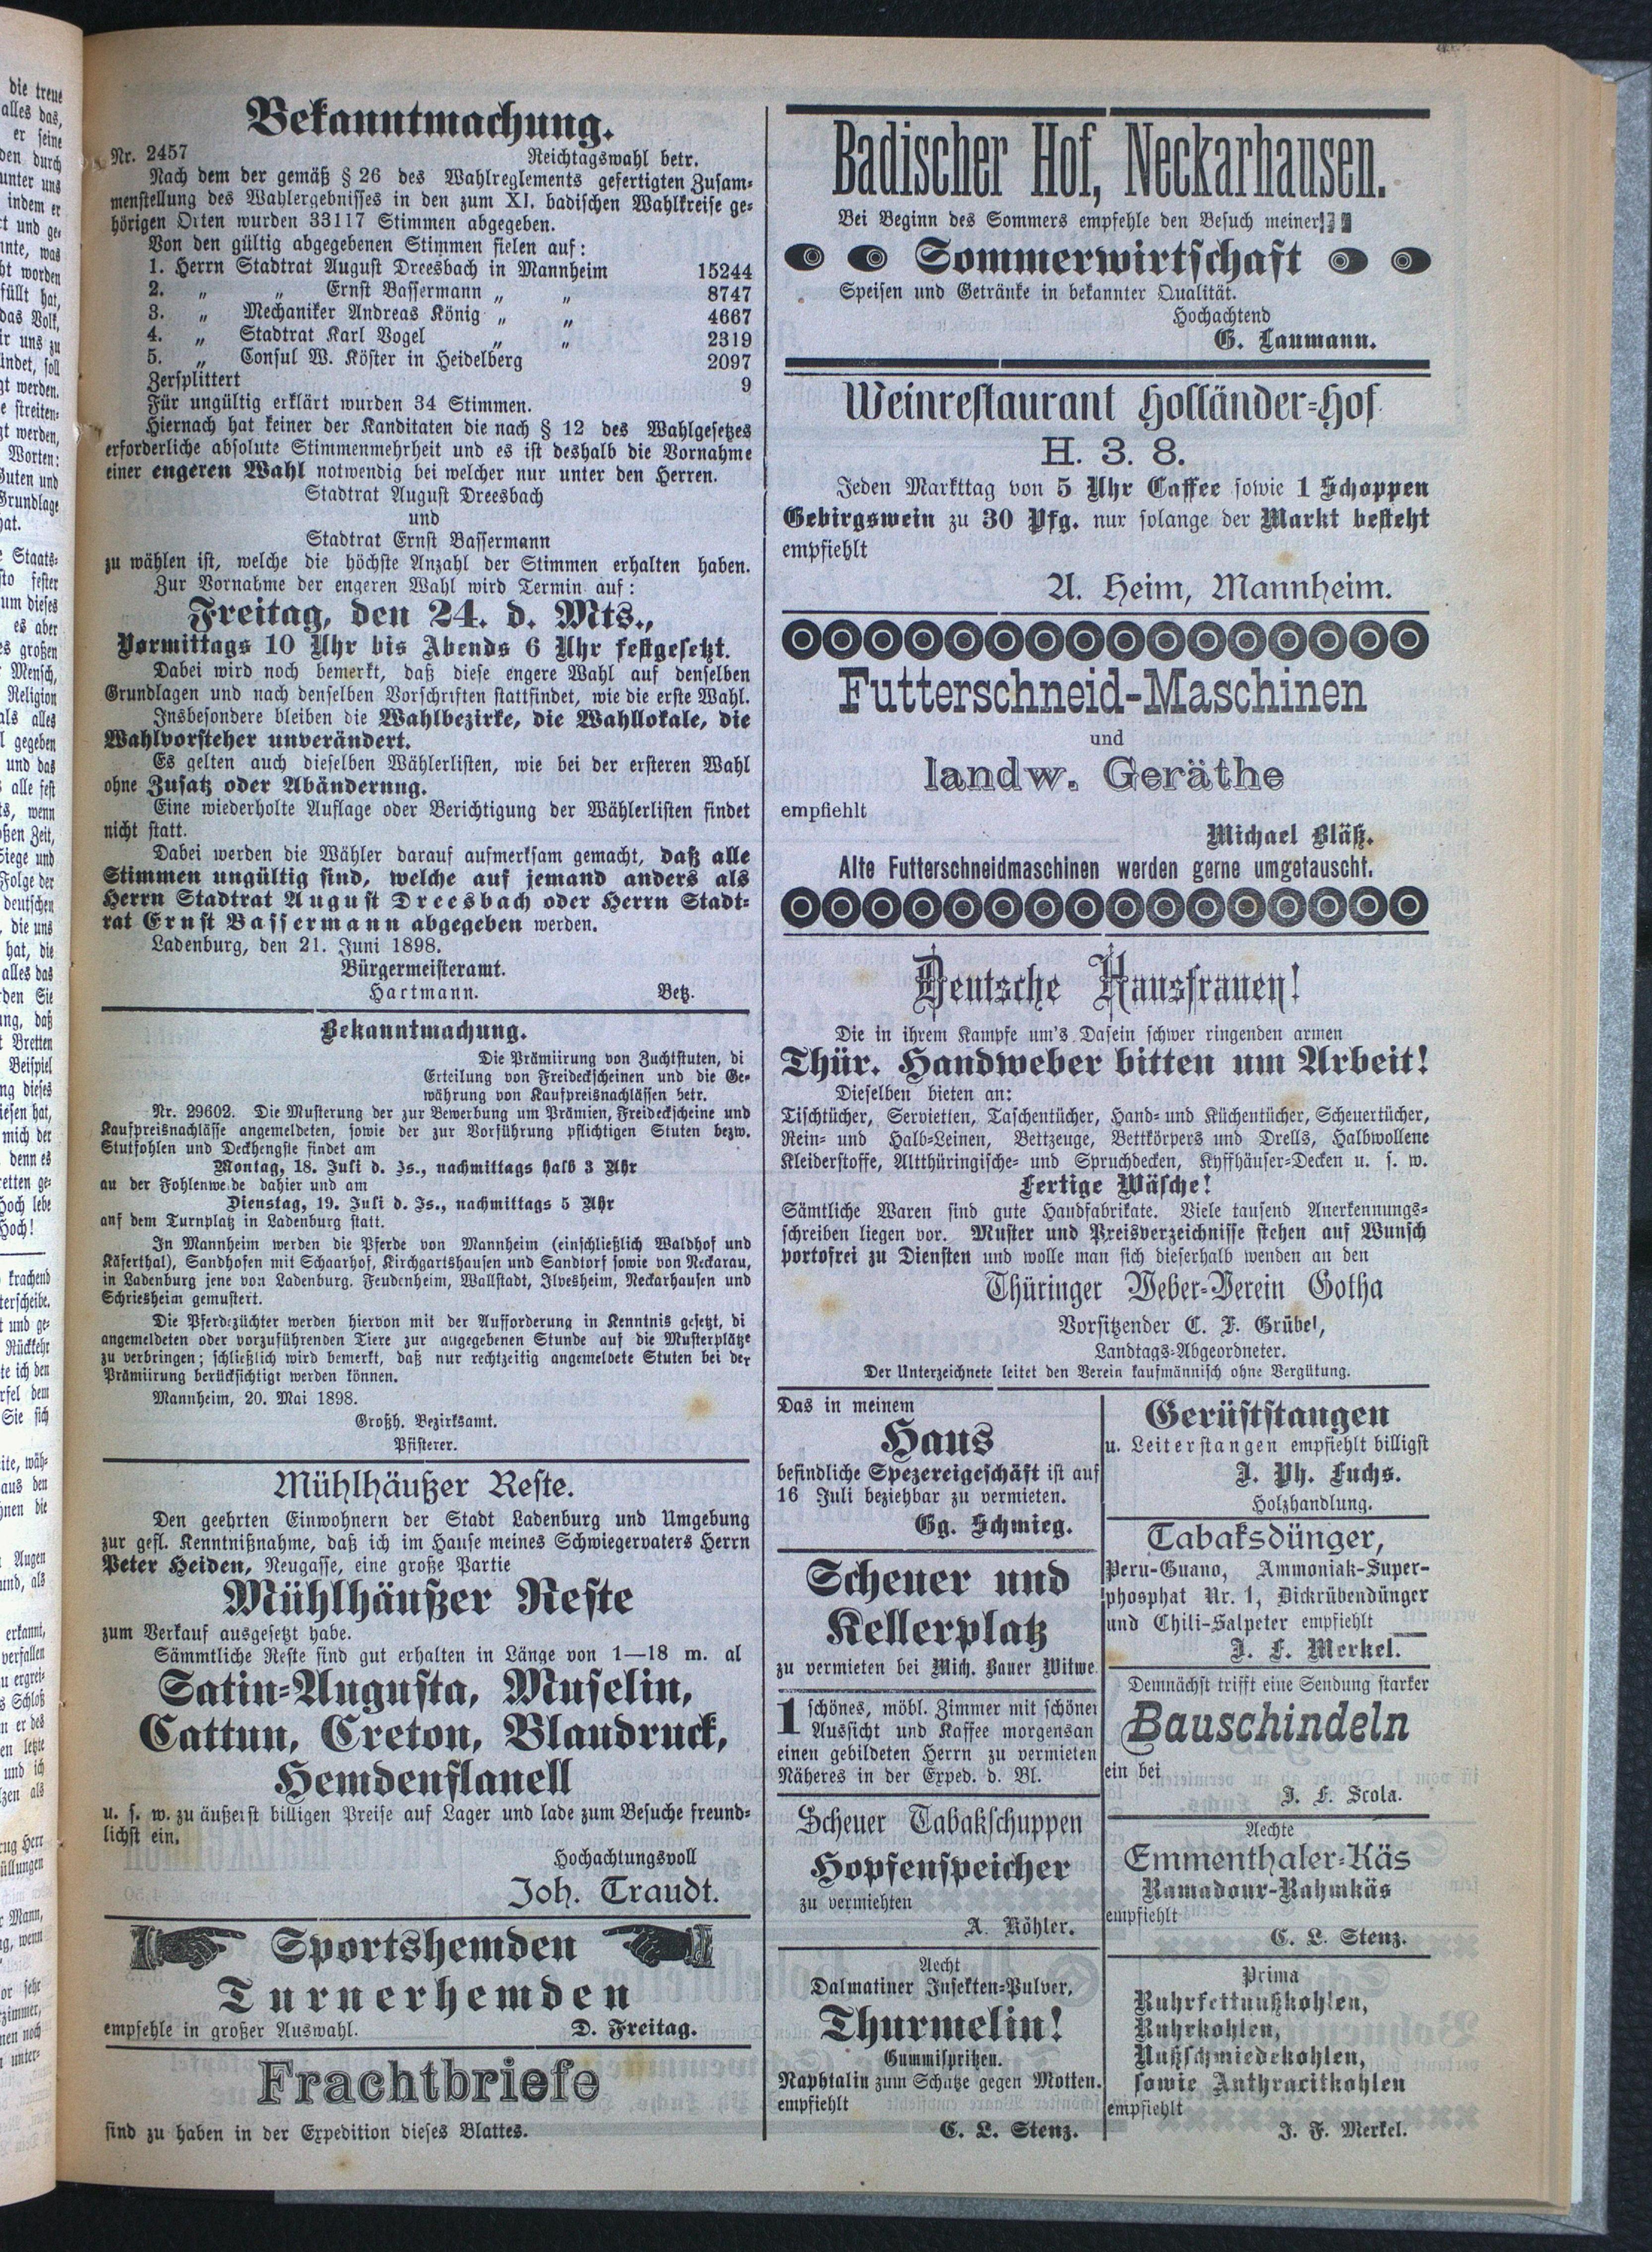 Bekanntmachung.
Nr. 2457 Reichtagswahl betr.
Nach dem der gemäß § 26 des Wahlreglements gefertigten Zusam-
menstellung des Wahlergebnisses in den zum XI. badischen Wahlkreise ge-
hörigen Orten wurden 33117 Stimmen abgegeben.
Von den gültig abgegebenen Stimmen fielen auf:
1. Herrn Stadtrat August Dreesbach in Mannheim 15244
2. „ „ Ernst Bassermann „ „ 8747
3. „ Mechaniker Andreas König „ „ 4667
4. „ Stadtrat Karl Vogel „ „ 2319
5. „ Consul W. Köster in Heidelberg 2097
Zersplittert 9
Für ungültig erklärt wurden 34 Stimmen.
Hiernach hat keiner der Kanditaten die nach § 12 des Wahlgesetzes
erforderliche absolute Stimmenmehrheit und es ist deshalb die Vornahme
einer engeren Wahl notwendig bei welcher nur unter den Herren.
Stadtrat August Dreesbach
und
Stadtrat Ernst Bassermann
zu wählen ist, welche die höchste Anzahl der Stimmen erhalten haben.
Zur Vornahme der engeren Wahl wird Termin auf:
Freitag, den 24. d. Mts.,
Vormittags 10 Uhr bis Abends 6 Uhr festgesetzt.
Dabei wird noch bemerkt, daß diese engere Wahl auf denselben
Grundlagen und nach denselben Vorschriften stattfindet, wie die erste Wahl.
Insbesondere bleiben die Wahlbezirke, die Wahllokale, die
Wahlvorsteher unverändert.
Es gelten auch dieselben Wählerlisten, wie bei der ersteren Wahl
ohne Zusatz oder Abänderung.
Eine wiederholte Auflage oder Berichtigung der Wählerlisten findet
nicht statt.
Dabei werden die Wähler darauf aufmerksam gemacht, daß alle
Stimmen ungültig sind, welche auf jemand anders als
Herrn Stadtrat August Dreesbach oder Herrn Stadt-
rat Ernst Bassermann abgegeben werden.
Ladenburg, den 21. Juni 1898.
Bürgermeisteramt.
Hartmann. Betz.
Bekanntmachung.
Die Prämiirung von Zuchtstuten, di
Erteilung von Freideckscheinen und die Ge-
währung von Kaufpreisnachlässen betr.
Nr. 29602. Die Musterung der zur Bewerbung um Prämien, Freideckscheine und
Kaufpreisnachlässe angemeldeten, sowie der zur Vorführung pflichtigen Stuten bezw.
Stutfohlen und Deckhengste findet am
Montag, 18. Juli d. Js., nachmittags halb 3 Uhr
an der Fohlenweide dahier und am
Dienstag, 19. Juli d. Js., nachmittags 5 Uhr
auf dem Turnplatz in Ladenburg statt.
In Mannheim werden die Pferde von Mannheim (einschließlich Waldhof und
Käferthal), Sandhofen mit Schaarhof, Kirchgartshausen und Sandtorf sowie von Neckarau,
in Ladenburg jene von Ladenburg. Feudenheim, Wallstadt, Ilvesheim, Neckarhausen und
Schriesheim gemustert.
Die Pferdezüchter werden hiervon mit der Aufforderung in Kenntnis gesetzt, di
angemeldeten oder vorzuführenden Tiere zur angegebenen Stunde auf die Musterplätze
zu verbringen; schließlich wird bemerkt, daß nur rechtzeitig angemeldete Stuten bei der
Prämiirung berücksichtigt werden können.
Mannheim, 20. Mai 1898.
Großh. Bezirksamt.
Pfisterer.
Mühlhäußer Reste.
Den geehrten Einwohnern der Stadt Ladenburg und Umgebung
zur gefl. Kenntnißnahme, daß ich im Hause meines Schwiegervaters Herrn
Peter Heiden, Neugasse, eine große Partie
Mühlhäußer Reste
zum Verkauf ausgesetzt habe.
Sämmtliche Reste sind gut erhalten in Länge von 1—18 m. al
Satin-Augusta, Muselin,
Cattun, Creton, Blaudruck,
Hemdenflanell
u. s. w. zu äußerst billigen Preise auf Lager und lade zum Besuche freund-
lichst ein.
Hochachtungsvoll
Joh. Traudt.
Sportshemden
Turnerhemden
empfehle in großer Auswahl. D. Freitag.
Frachtbriefe
sind zu haben in der Expedition dieses Blattes.
Badischer Hof, Neckarhausen.
Bei Beginn des Sommers empfehle den Besuch meiner
Sommerwirtschaft
Speisen und Getränke in bekannter Qualität.
Hochachtend
G. Laumann.
Weinrestaurant Holländer-Hof
H. 3. 8.
Jeden Markttag von 5 Uhr Caffee sowie 1 Schoppen
Gebirgswein zu 30 Pfg. nur solange der Markt besteht
empfiehlt
A. Heim, Mannheim.
Futterschneid-Maschinen
und
landw. Geräthe
empfiehlt
Michael Bläß.
Alte Futterschneidmaschinen werden gerne umgetauscht.
Deutsche Hausfrauen!
Die in ihrem Kampfe um's Dasein schwer ringenden armen
Thür. Handweber bitten um Arbeit!
Dieselben bieten an:
Tischtücher, Servietten, Taschentücher, Hand- und Küchentücher, Scheuertücher,
Rein- und Halb-Leinen, Bettzeuge, Bettkörpers und Drells, Halbwollene
Kleiderstoffe, Altthüringische- und Spruchdecken, Kyffhäuser-Decken u. s. w.
Fertige Wäsche!
Sämtliche Waren sind gute Handfabrikate. Viele tausend Anerkennungs-
schreiben liegen vor. Muster und Preisverzeichnisse stehen auf Wunsch
portofrei zu Diensten und wolle man sich dieserhalb wenden an den
Thüringer Weber-Verein Gotha
Vorsitzender C. F. Grübel,
Landtags-Abgeordneter.
Der Unterzeichnete leitet den Verein kaufmännisch ohne Vergütung.
Das in meinem
Haus
befindliche Spezereigeschäft ist auf
16 Juli beziehbar zu vermieten.
Gg. Schmieg.
Scheuer und
Kellerplatz
zu vermieten bei Mich. Bauer Witwe.
1 schönes, möbl. Zimmer mit schöner
Aussicht und Kaffee morgensan
einen gebildeten Herrn zu vermieten
Näheres in der Exped. d. Bl.
Scheuer Tabakschuppen
Hopfenspeicher
zu vermiehten
A. Köhler.
Aecht
Dalmatiner Insekten-Pulver,
Thurmelin!
Gummispritzen.
Naphtalin zum Schutze gegen Motten.
empfiehlt
C. L. Stenz.
Gerüststangen
u. Leiterstangen empfiehlt billigst
J. Ph. Fuchs.
Holzhandlung.
Tabaksdünger,
Peru-Guano, Ammoniak-Super-
phosphat Nr. 1, Dickrübendünger
und Chili-Salpeter empfiehlt
J. F. Merkel.
Demnächst trifft eine Sendung starker
Bauschindeln
ein bei
J. F. Scola.
Aechte
Emmenthaler-Käs
Ramadour-Rahmkäs
empfiehlt
C. L. Stenz.
Prima
Ruhrfettnußkohlen,
Ruhrkohlen,
Nußschmiedekohlen,
sowie Anthracitkohlen
empfiehlt
J. F. Merkel.